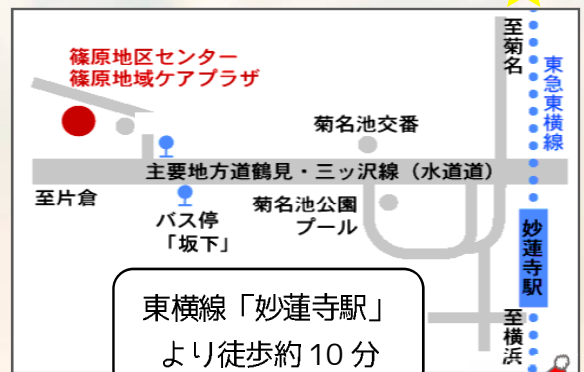 篠原地区センター
篠原地域ケアプラザ
至菊名
東急東横線
菊名池交番
主要地方道鶴見・三ッ沢線（水道道）
至片倉
バス停
「坂下」
菊名池公園
プール
妙蓮寺駅
至横浜
東横線「妙蓮寺駅」
より徒歩約10分